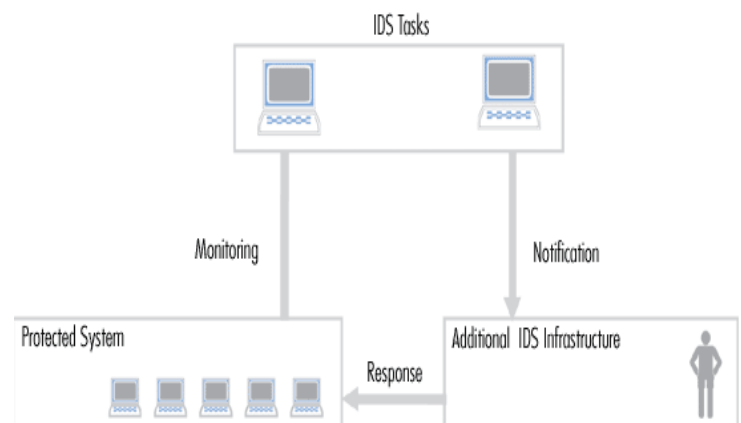 IDS Tasks
Monitoring
Notification
Protected System
Additional IDS Infrastructure
Response